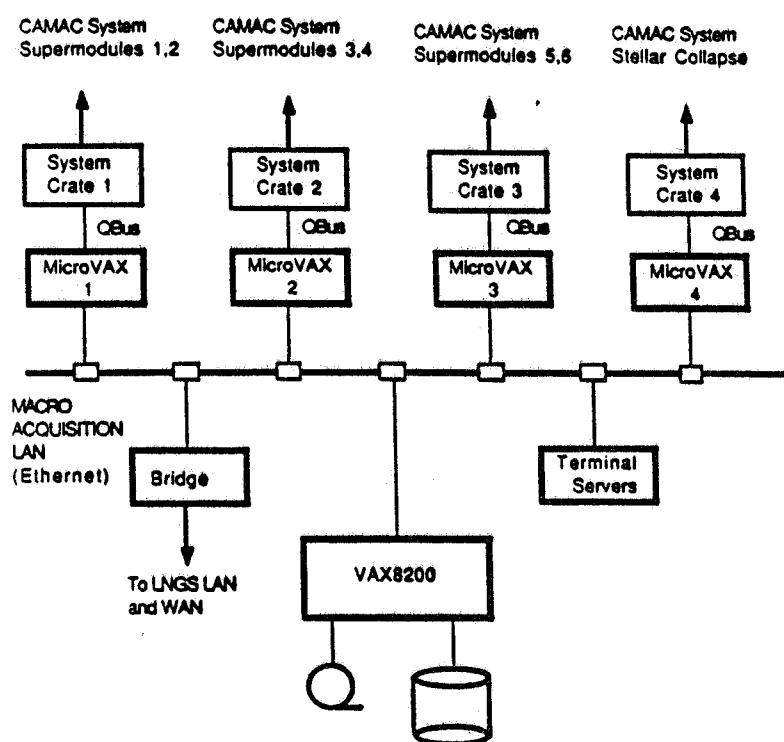 CAMAC System
Supermodules 1,2
CAMAC System
Supermodules 3,4
CAMAC System
Supermodules 5,6
CAMAC System
Stellar Collapse
System
Crate 1
System
Crate 2
System
Crate 3
System
Crate 4
QBus
QBus
QBus
QBus
MicroVAX
1
MicroVAX
2
MicroVAX
3
MicroVAX
4
MACRO
ACQUISITION
LAN
(Ethernet)
Bridge
Terminal
Servers
To LNGS LAN
and WAN
VAX8200